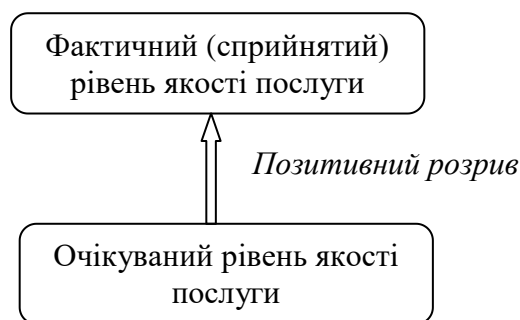 Фактичний (сприйнятий)
рівень якості послуги
Позитивний розрив
Очікуваний рівень якості
послуги